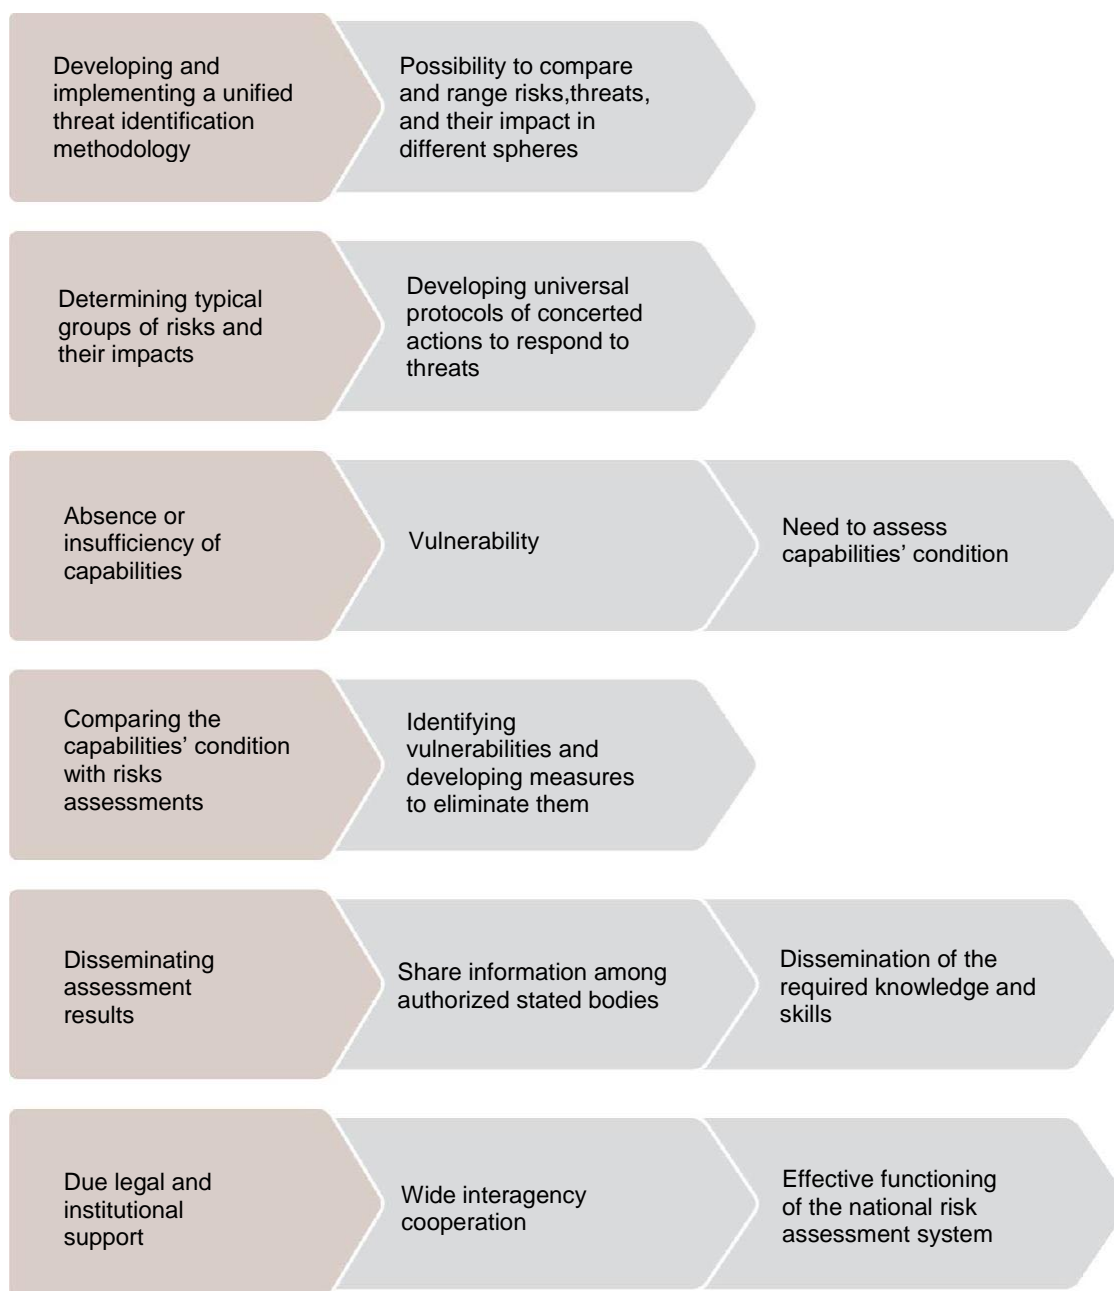 Developing and
implementing a unified
threat identification
methodology
Possibility to compare
and range risks,threats,
and their impact in
different spheres
Determining typical
groups of risks and
their impacts
Developing universal
protocols of concerted
actions to respond to
threats
Absence or
insufficiency of
capabilities
Vulnerability
Need to assess
capabilities’ condition
Comparing the
capabilities’ condition
with risks
assessments
Identifying
vulnerabilities and
developing measures
to eliminate them
Disseminating
assessment
results
Share information among
authorized stated bodies
Dissemination of the
required knowledge and
skills
Due legal and
institutional
support
Wide interagency
cooperation
Effective functioning
of the national risk
assessment system